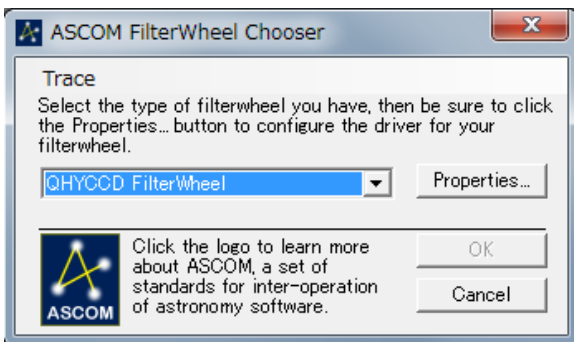 ASCOM FilterWheel Chooser
Trace
Select the type of filterwheel you have, then be sure to click
the Properties... button to configure the driver for your
filterwheel.
QHYCCD FilterWheel
Properties...
Click the logo to learn more
about ASCOM, a set of
standards for inter-operation
of astronomy software.
ASCOM
OK
Cancel